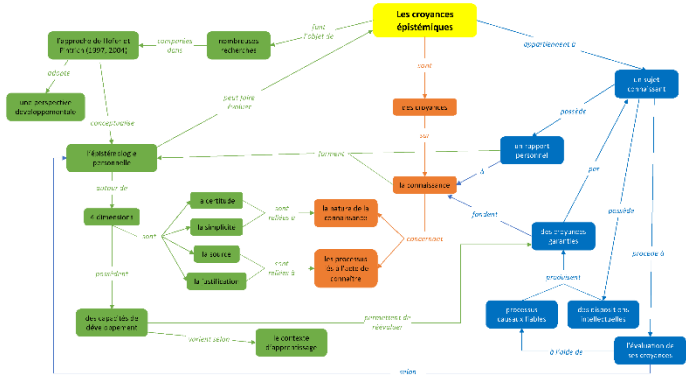 Les croyances
épistémiques
font
l'objet de
nombreuses
recherches
comparées
dans
l'approche de Hofer et
Pintrich (1997, 2004)
adopte
une perspective
développementale
conceptualise
peut faire
évoluer
sont
des croyances
sur
la connaissance
appartiennent à
un sujet
connaissant
possède
un rapport
personnel
à
forment
l'épistémologie
personnelle
autour de
4 dimensions
sont
la certitude
la simplicité
la source
la justification
sont
reliées à
sont
reliées à
la nature de la
connaissance
les processus
liés à l'acte de
connaître
concernent
fondent
par
possède
procède à
des croyances
garanties
produisent
processus
causaux fiables
des dispositions
intellectuelles
à l'aide de
l'évaluation de
ses croyances
possèdent
des capacités de
développement
permettent de
réévaluer
varient selon
le contexte
d'apprentissage
selon